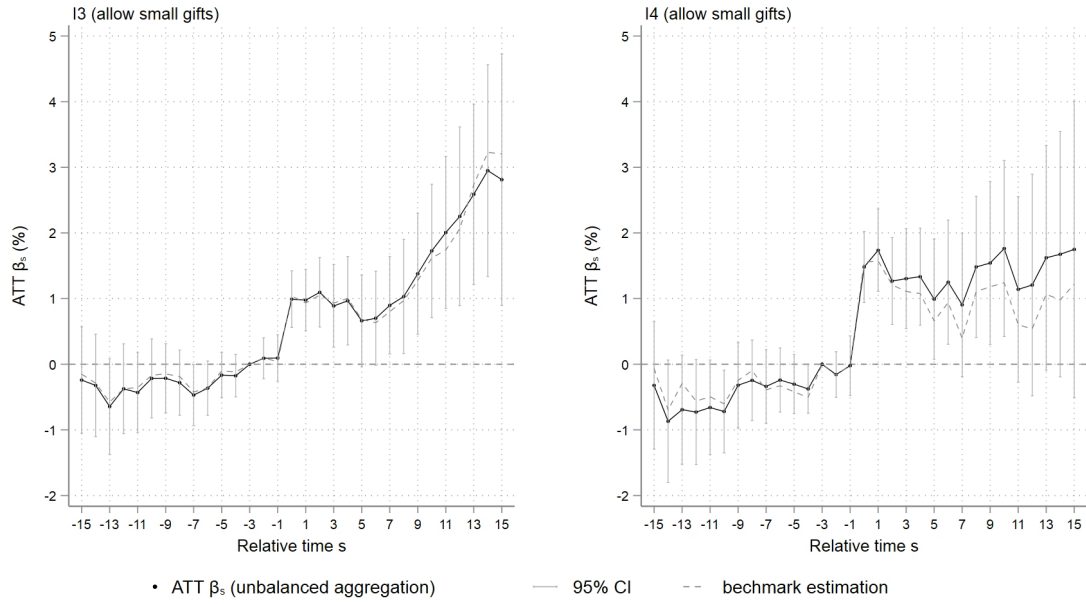 I3 (allow small gifts)
5
4
3
2
1
0
-1
-2
ATT βs (%)
-15 -13 -11 -9 -7 -5 -3 -1 1 3 5 7 9 11 13 15
Relative time s
I4 (allow small gifts)
5
4
3
2
1
0
-1
-2
ATT βs (%)
-15 -13 -11 -9 -7 -5 -3 -1 1 3 5 7 9 11 13 15
Relative time s
ATT βs (unbalanced aggregation) 95% CI bechmark estimation